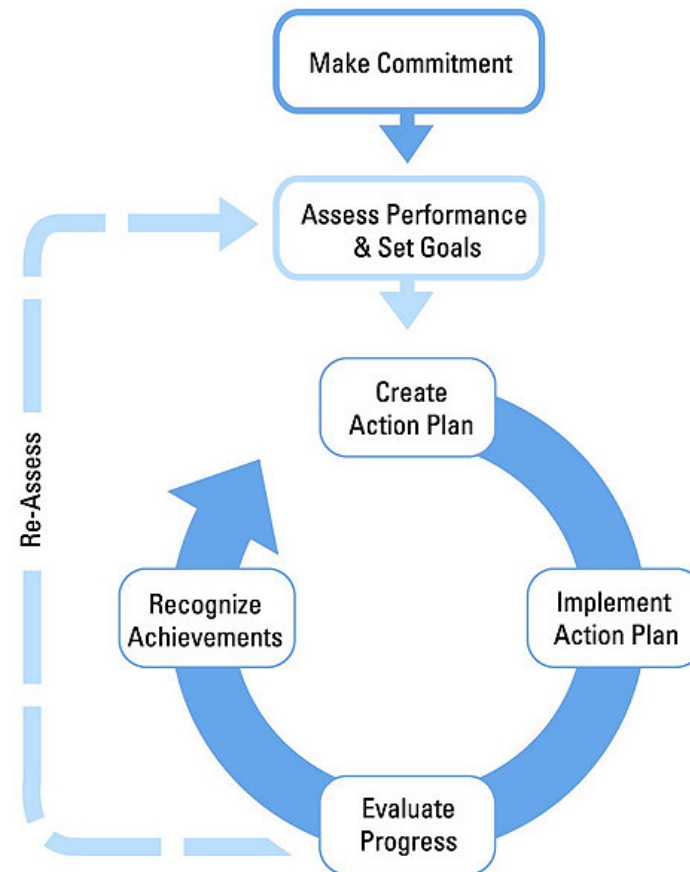 Make Commitment
Assess Performance
& Set Goals
Create
Action Plan
Re-Assess
Recognize
Achievements
Implement
Action Plan
Evaluate
Progress